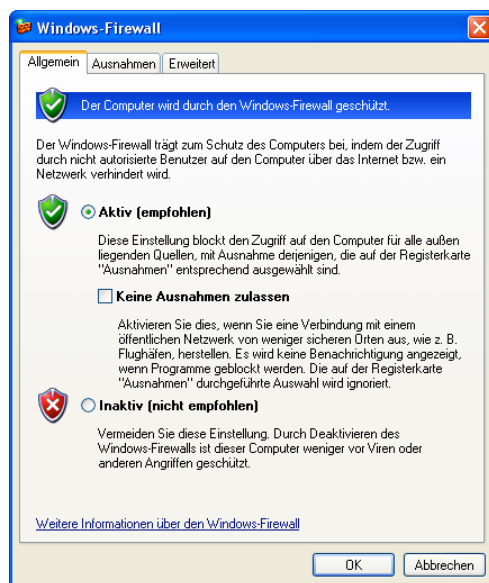 Windows-Firewall
Allgemein Ausnahmen Erweitert
Der Computer wird durch den Windows-Firewall geschützt.
Der Windows-Firewall trägt zum Schutz des Computers bei, indem der Zugriff
durch nicht autorisierte Benutzer auf den Computer über das Internet bzw. ein
Netzwerk verhindert wird.
Aktiv (empfohlen)
Diese Einstellung blockt den Zugriff auf den Computer für alle außen
liegenden Quellen, mit Ausnahme derjenigen, die auf der Registerkarte
"Ausnahmen" entsprechend ausgewählt sind.
Keine Ausnahmen zulassen
Aktivieren Sie dies, wenn Sie eine Verbindung mit einem
öffentlichen Netzwerk von weniger sicheren Orten aus, wie z. B.
Flughäfen, herstellen. Es wird keine Benachrichtigung angezeigt,
wenn Programme geblockt werden. Die auf der Registerkarte
"Ausnahmen" durchgeführte Auswahl wird ignoriert.
Inaktiv (nicht empfohlen)
Vermeiden Sie diese Einstellung. Durch Deaktivieren des
Windows-Firewalls ist dieser Computer weniger vor Viren oder
anderen Angriffen geschützt.
Weitere Informationen über den Windows-Firewall
OK Abbrechen